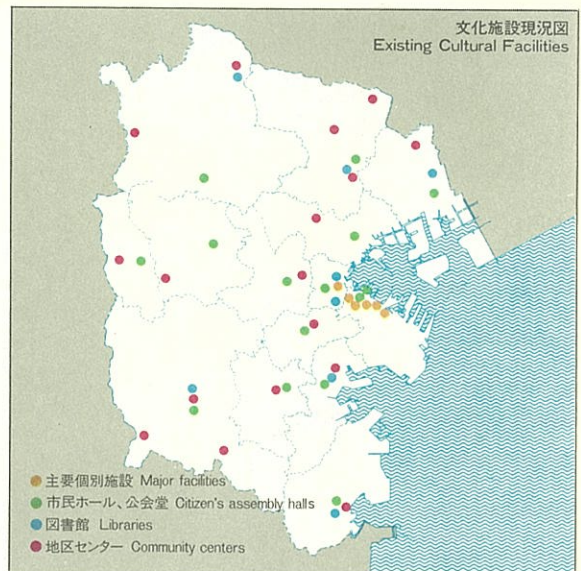 文化施設現況図
Existing Cultural Facilities
主要個別施設 Major facilities
市民ホール、公会堂 Citizen's assembly halls
図書館 Libraries
地区センター Community centers